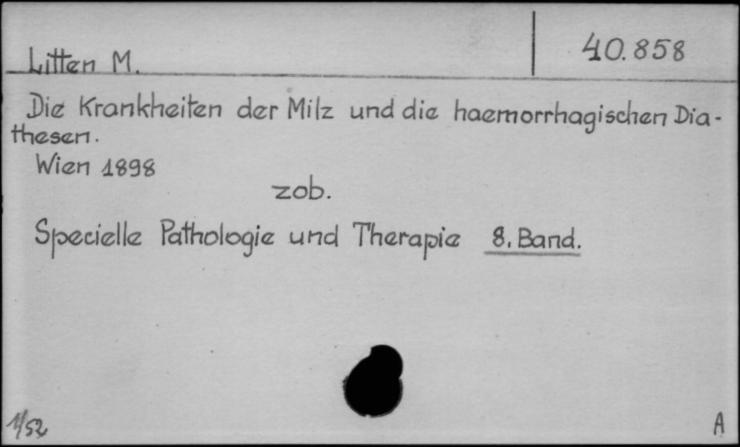 Litten M.
40.858
Die Krankheiten der Milz und die haemorrhagischen Dia-
thesen.
Wien 1898
zob.
Specielle Pathologie und Therapie 8. Band.
1/52
A